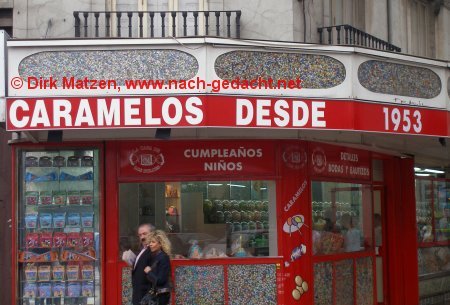 © Dirk Matzen, www.nach-gedacht.net
CARAMELOS DESDE 1953
CUMPLEAÑOS
NIÑOS
DETALLES
BODAS Y BAUTIZOS